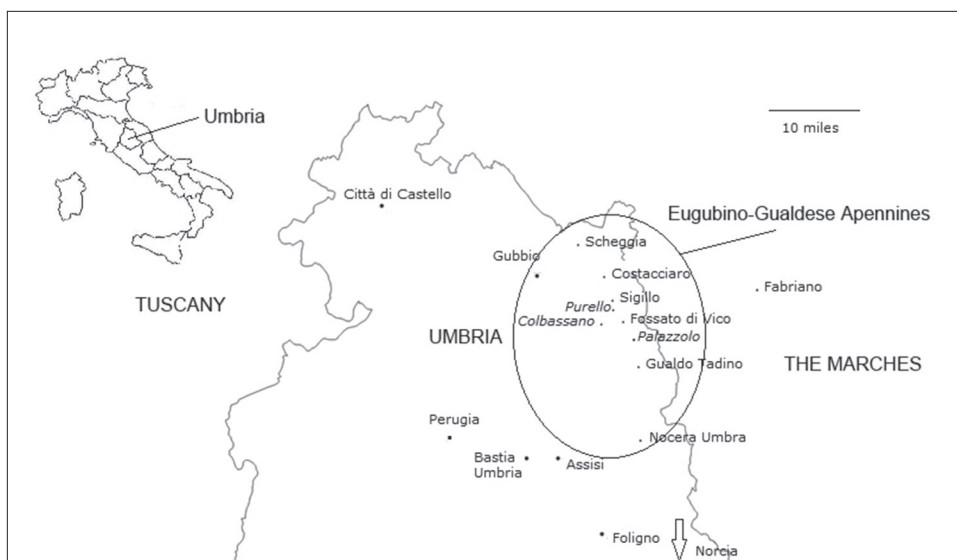 Umbria
10 miles
Città di Castello
Eugubino-Gualdese Apennines
Scheggia
Gubbio
Costacciaro
Fabriano
TUSCANY
Sigillo
Purello
Colbassano
Fossato di Vico
UMBRIA
Palazzolo
Gualdo Tadino
THE MARCHES
Perugia
Nocera Umbra
Bastia
Umbria
Assisi
Foligno
Norcia